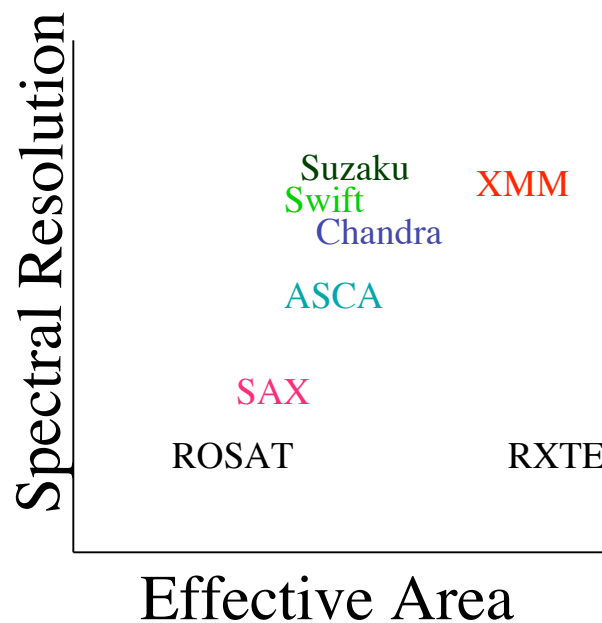 Spectral Resolution
Suzaku
XMM
Swift
Chandra
ASCA
SAX
ROSAT
RXTE
Effective Area